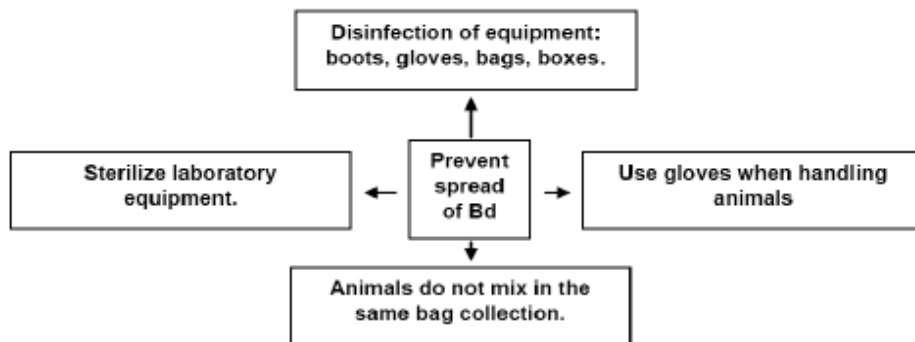 Disinfection of equipment:
boots, gloves, bags, boxes.
Sterilize laboratory
equipment.
Prevent
spread
of Bd
Use gloves when handling
animals
Animals do not mix in the
same bag collection.